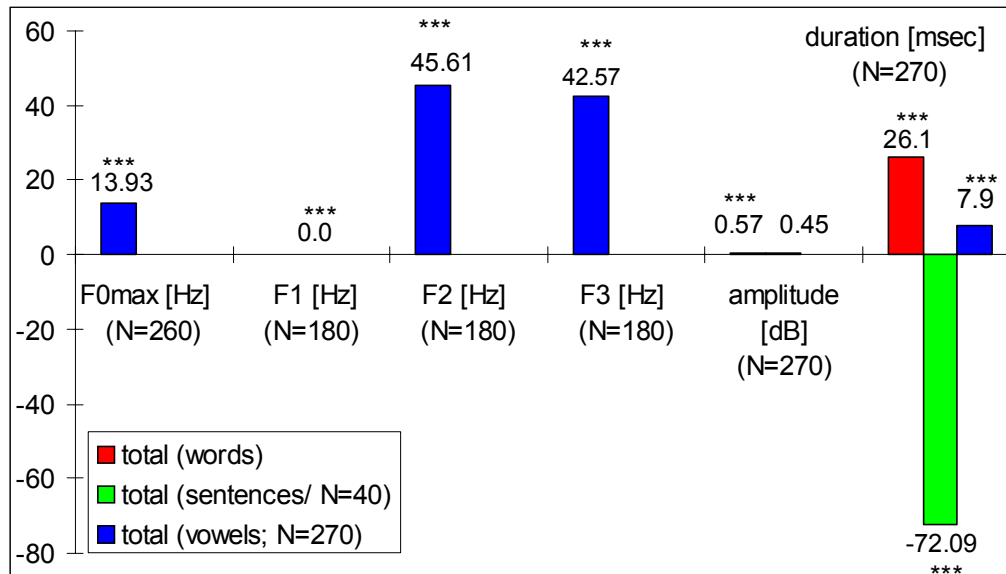 60
40
20
0
-20
-40
-60
-80
***
13.93
***
0.0
***
45.61
***
42.57
***
0.57 0.45
duration [msec]
(N=270)
***
26.1
***
7.9
-72.09
***
F0max [Hz]
(N=260)
F1 [Hz]
(N=180)
F2 [Hz]
(N=180)
F3 [Hz]
(N=180)
amplitude
[dB]
(N=270)
total (words)
total (sentences/ N=40)
total (vowels; N=270)